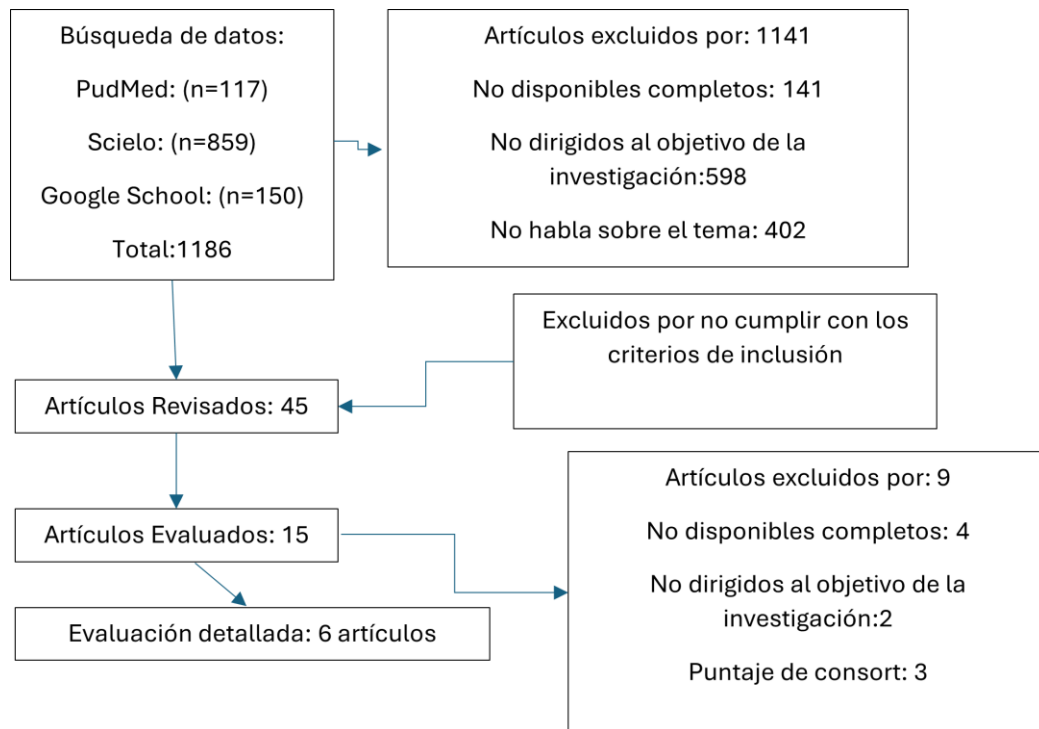 Búsqueda de datos:
PudMed: (n=117)
Scielo: (n=859)
Google School: (n=150)
Total:1186
Artículos excluidos por: 1141
No disponibles completos: 141
No dirigidos al objetivo de la
investigación:598
No habla sobre el tema: 402
Excluidos por no cumplir con los
criterios de inclusión
Artículos Revisados: 45
Artículos Evaluados: 15
Artículos excluidos por: 9
No disponibles completos: 4
No dirigidos al objetivo de la
investigación:2
Puntaje de consort: 3
Evaluación detallada: 6 artículos